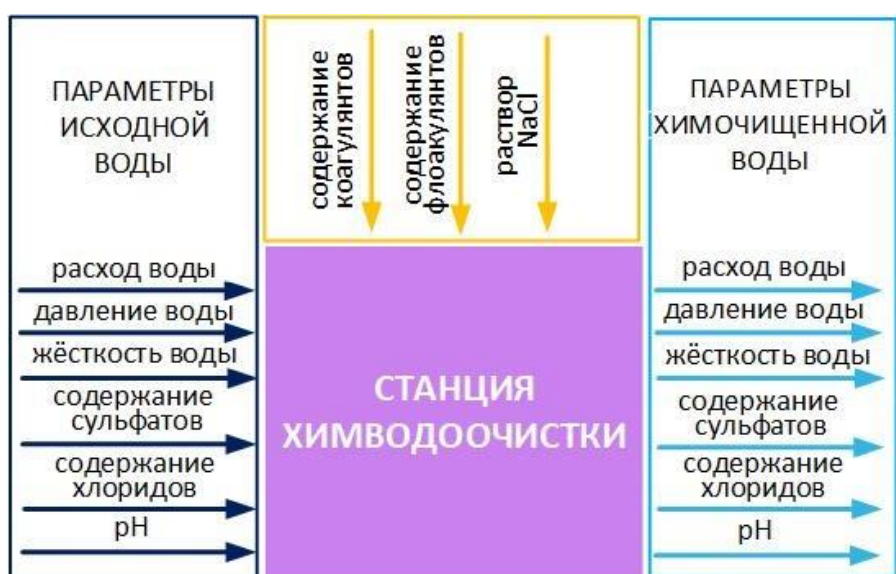 ПАРАМЕТРЫ
ИСХОДНОЙ
ВОДЫ
расход воды
давление воды
жёсткость воды
содержание
сульфатов
содержание
хлоридов
pH
содержание
коагулянтов
содержание
флоакулянтов
раствор
NaCl
СТАНЦИЯ
ХИМВОДООЧИСТКИ
ПАРАМЕТРЫ
ХИМОЧИЩЕННОЙ
ВОДЫ
расход воды
давление воды
жёсткость воды
содержание
сульфатов
содержание
хлоридов
pH